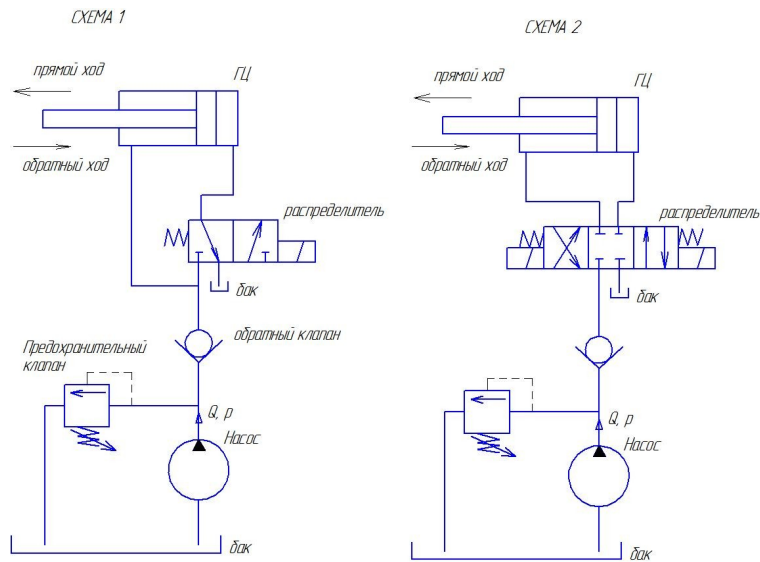 СХЕМА 1
прямой ход
ГЦ
обратный ход
распределитель
бак
обратный клапан
Предохранительный
клапан
Q, р
Насос
бак
СХЕМА 2
прямой ход
ГЦ
обратный ход
распределитель
бак
Q, р
Насос
бак